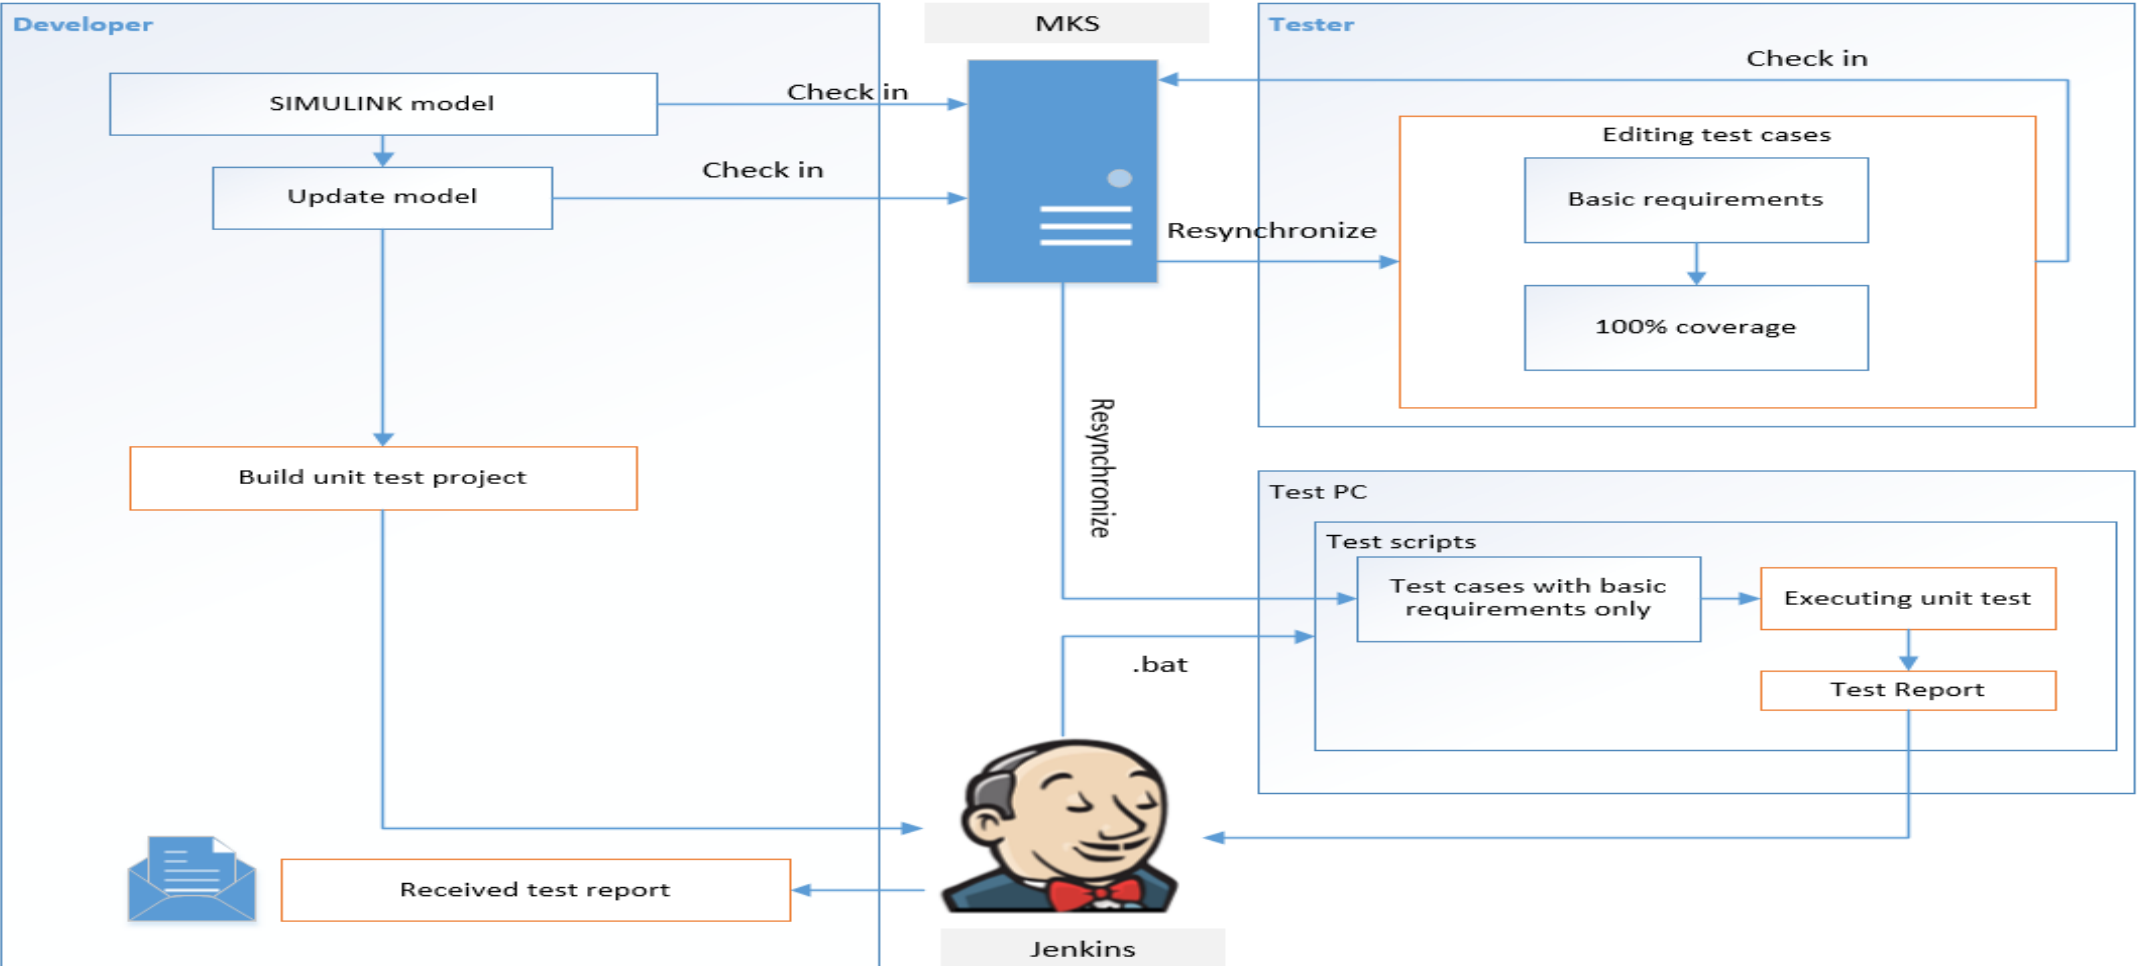 Developer
MKS
Tester
SIMULINK model
Check in
Check in
Update model
Check in
Editing test cases
Basic requirements
Resynchronize
100% coverage
Resynchronize
Build unit test project
Test PC
Test scripts
Test cases with basic
requirements only
Executing unit test
.bat
Test Report
Received test report
Jenkins